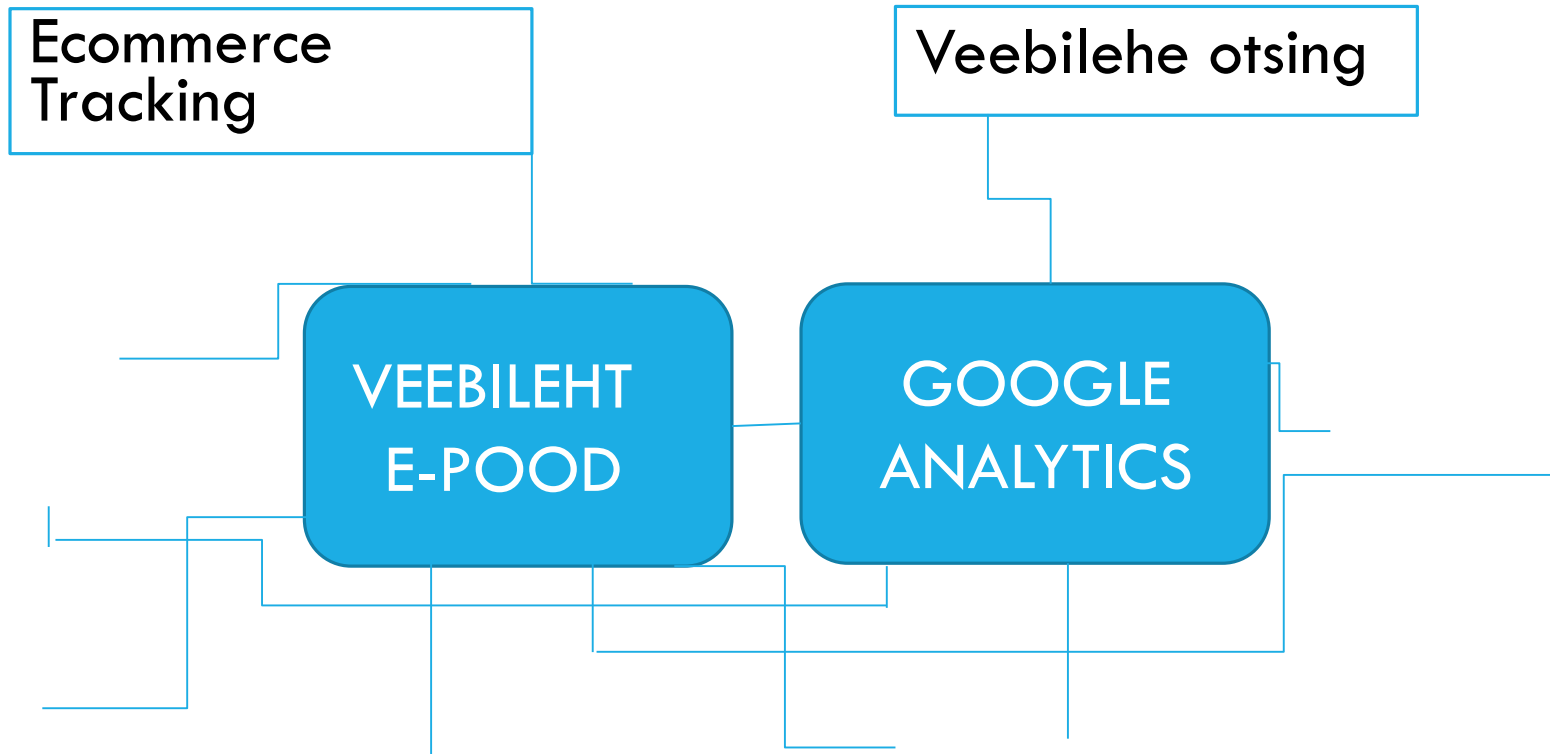 Ecommerce
Tracking
Veebilehe otsing
VEEBILEHT
E-POOD
GOOGLE
ANALYTICS